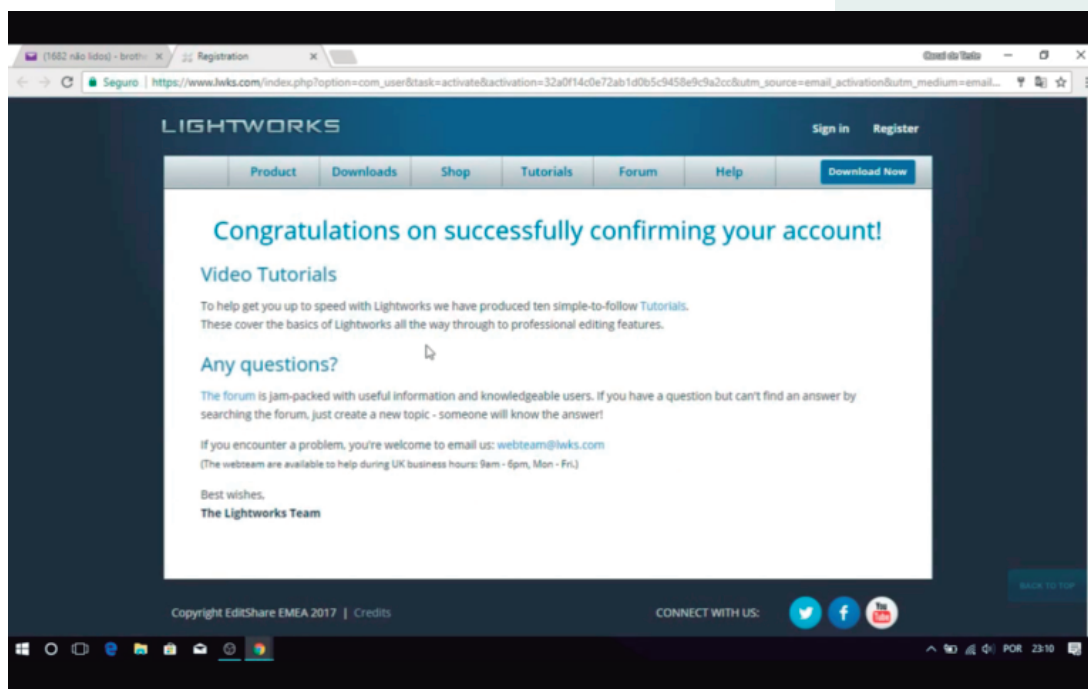 (1682 não lidos) - broth
Registration
Seguro | https://www.lwks.com/index.php?option=com_user&task=activate&activation=32a0f14c0e72ab1d0b5c9458e9c9a2cc&utm_source=email_activation&utm_medium=email...
LIGHTWORKS
Sign in Register
Product Downloads Shop Tutorials Forum Help Download Now
Congratulations on successfully confirming your account!
Video Tutorials
To help get you up to speed with Lightworks we have produced ten simple-to-follow Tutorials.
These cover the basics of Lightworks all the way through to professional editing features.
Any questions?
The forum is jam-packed with useful information and knowledgeable users. If you have a question but can't find an answer by
searching the forum, just create a new topic - someone will know the answer!
If you encounter a problem, you're welcome to email us: webteam@lwks.com
(The webteam are available to help during UK business hours: 9am - 6pm, Mon - Fri.)
Best wishes,
The Lightworks Team
BACK TO TOP
Copyright EditShare EMEA 2017 | Credits
CONNECT WITH US:
You
Tube
POR 23:10